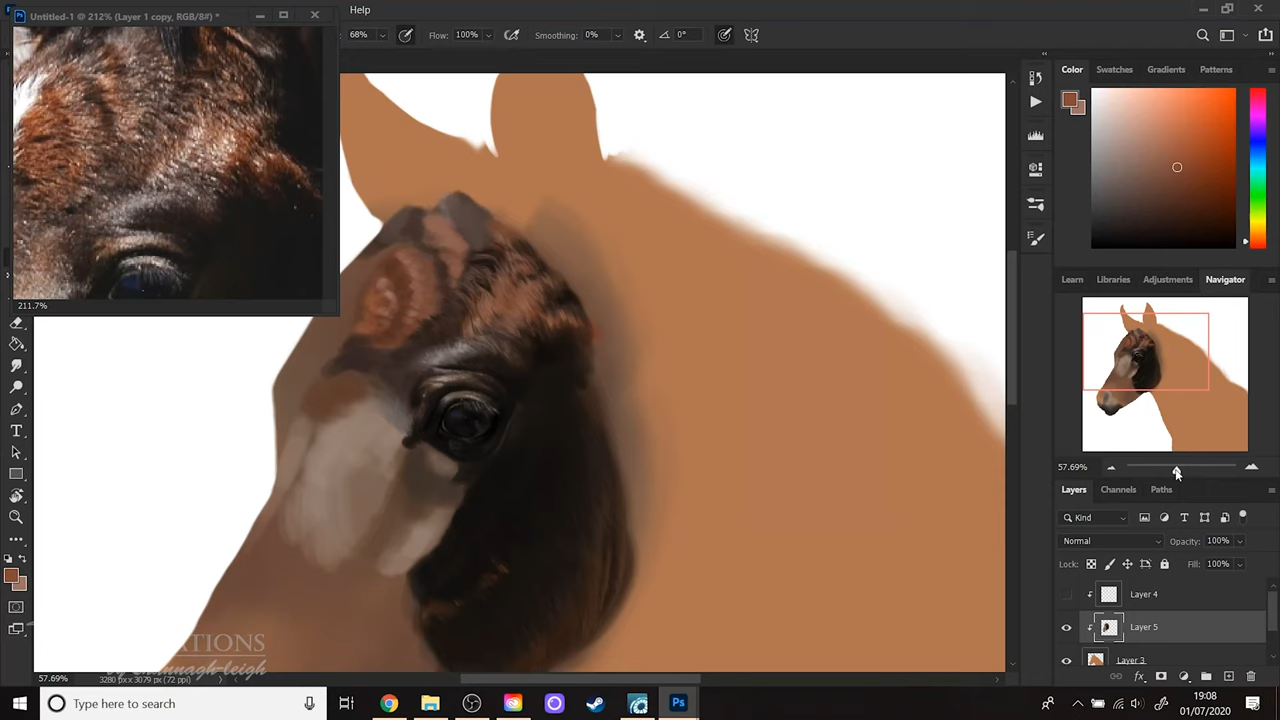 Untitled-1 @ 212% (Layer 1 copy, RGB/8#) *
Help
68%
Flow: 100%
Smoothing: 0%
0°
Color
Swatches
Gradients
Patterns
211.7%
Learn
Libraries
Adjustments
Navigator
57.69%
Layers
Channels
Paths
Kind
Normal
Opacity: 100%
Lock:
Fill: 100%
Layer 4
Layer 5
Layer 3
57.69%
3280 px x 3079 px (72 ppi)
Type here to search
19:08
01/07/2020